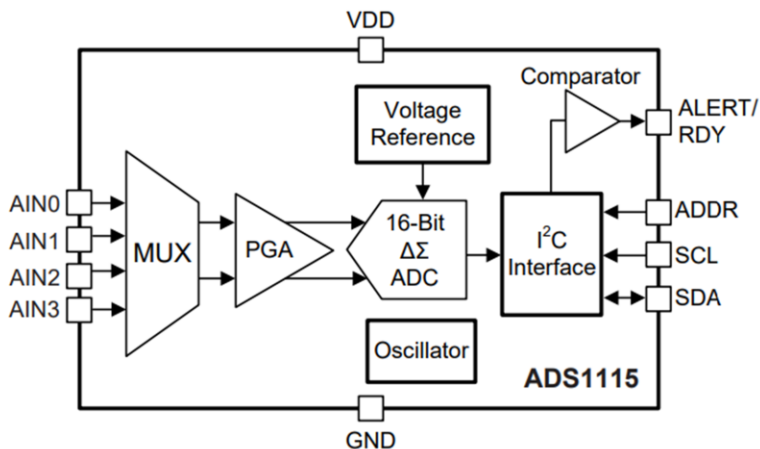 VDD
Comparator
Voltage
Reference
ALERT/
RDY
AIN0
AIN1
AIN2
AIN3
MUX
PGA
16-Bit
ΔΣ
ADC
I²C
Interface
ADDR
SCL
SDA
Oscillator
ADS1115
GND